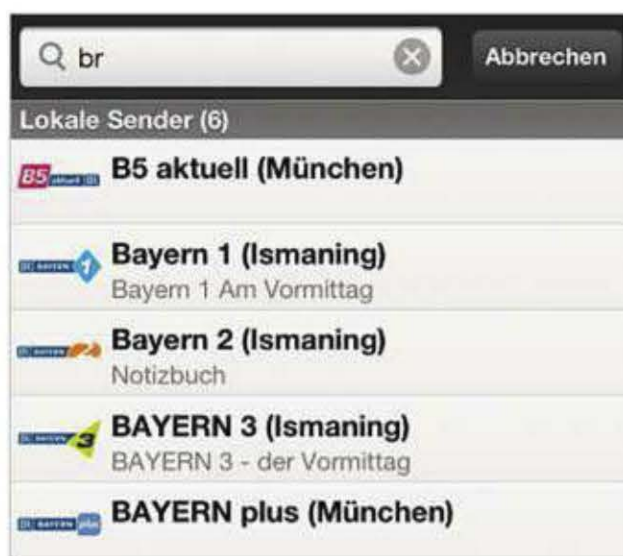 br
Abbrechen
Lokale Sender (6)
B5 aktuell (München)
Bayern 1 (Ismaning)
Bayern 1 Am Vormittag
Bayern 2 (Ismaning)
Notizbuch
BAYERN 3 (Ismaning)
BAYERN 3 - der Vormittag
BAYERN plus (München)